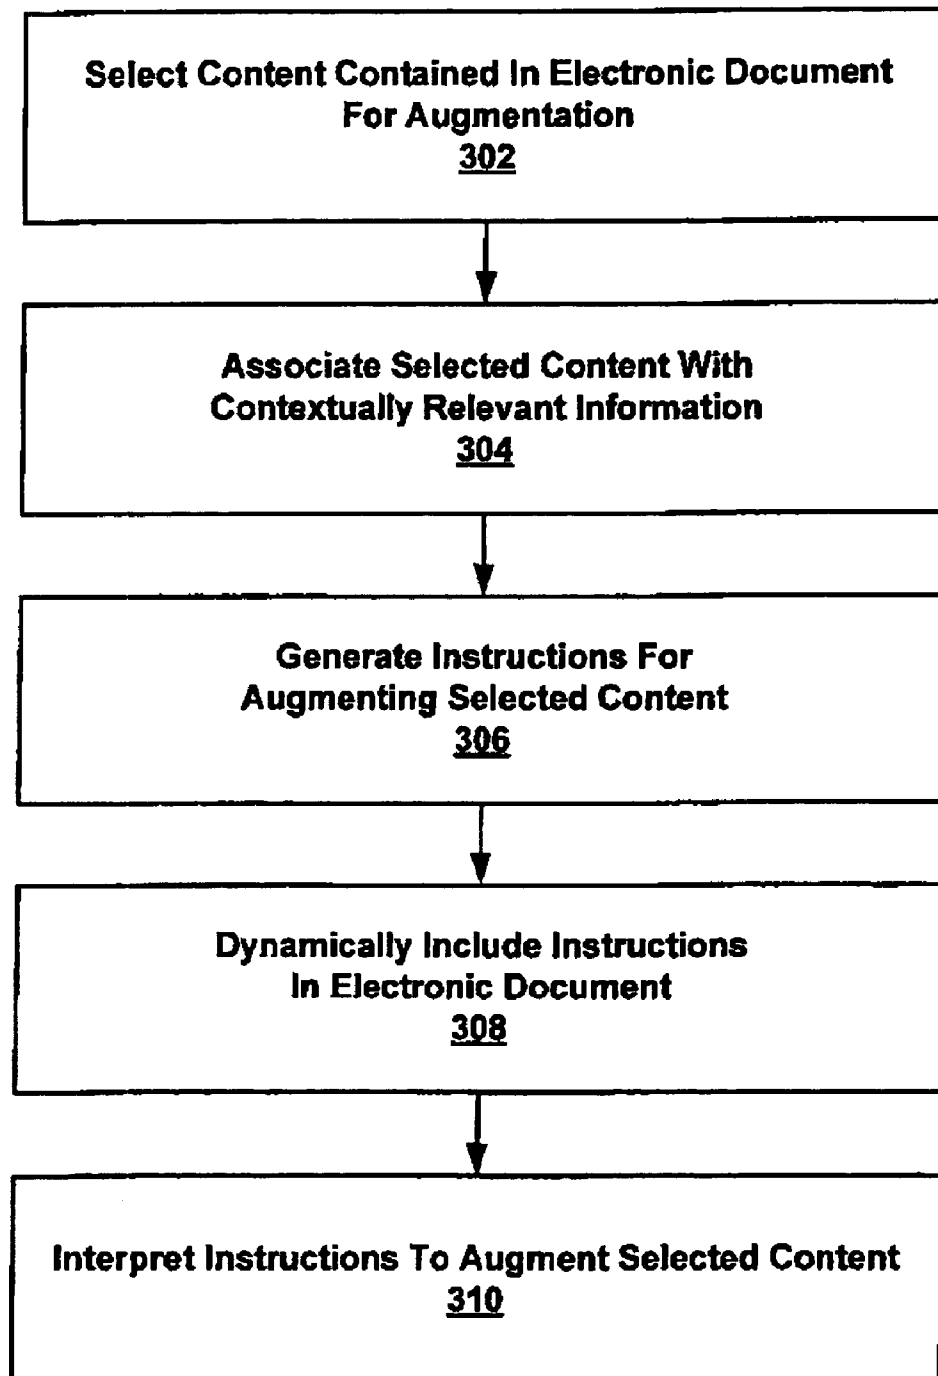 Select Content Contained In Electronic Document
For Augmentation
302
Associate Selected Content With
Contextually Relevant Information
304
Generate Instructions For
Augmenting Selected Content
306
Dynamically Include Instructions
In Electronic Document
308
Interpret Instructions To Augment Selected Content
310